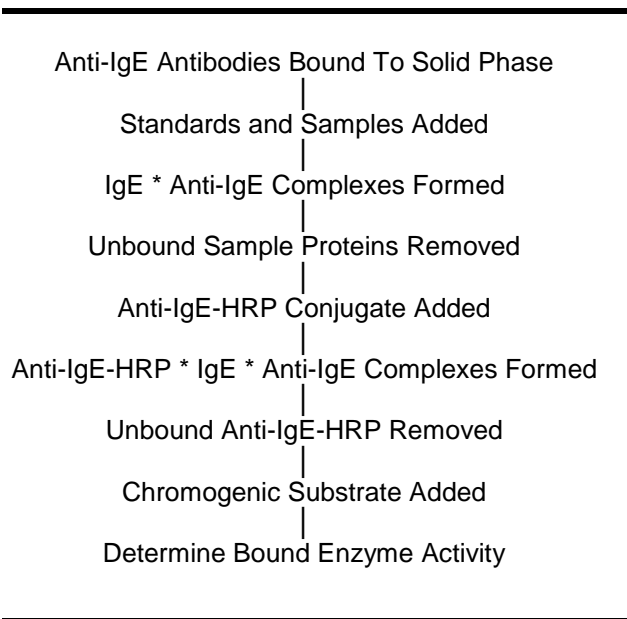 Anti-IgE Antibodies Bound To Solid Phase
Standards and Samples Added
IgE * Anti-IgE Complexes Formed
Unbound Sample Proteins Removed
Anti-IgE-HRP Conjugate Added
Anti-IgE-HRP * IgE * Anti-IgE Complexes Formed
Unbound Anti-IgE-HRP Removed
Chromogenic Substrate Added
Determine Bound Enzyme Activity